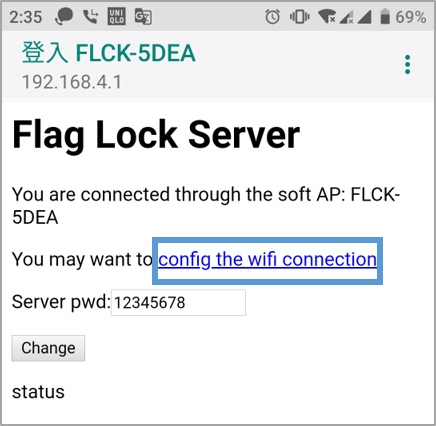 2:35 UNI QLO G 69%
登入 FLCK-5DEA
192.168.4.1
Flag Lock Server
You are connected through the soft AP: FLCK-
5DEA
You may want to config the wifi connection
Server pwd: 12345678
Change
status